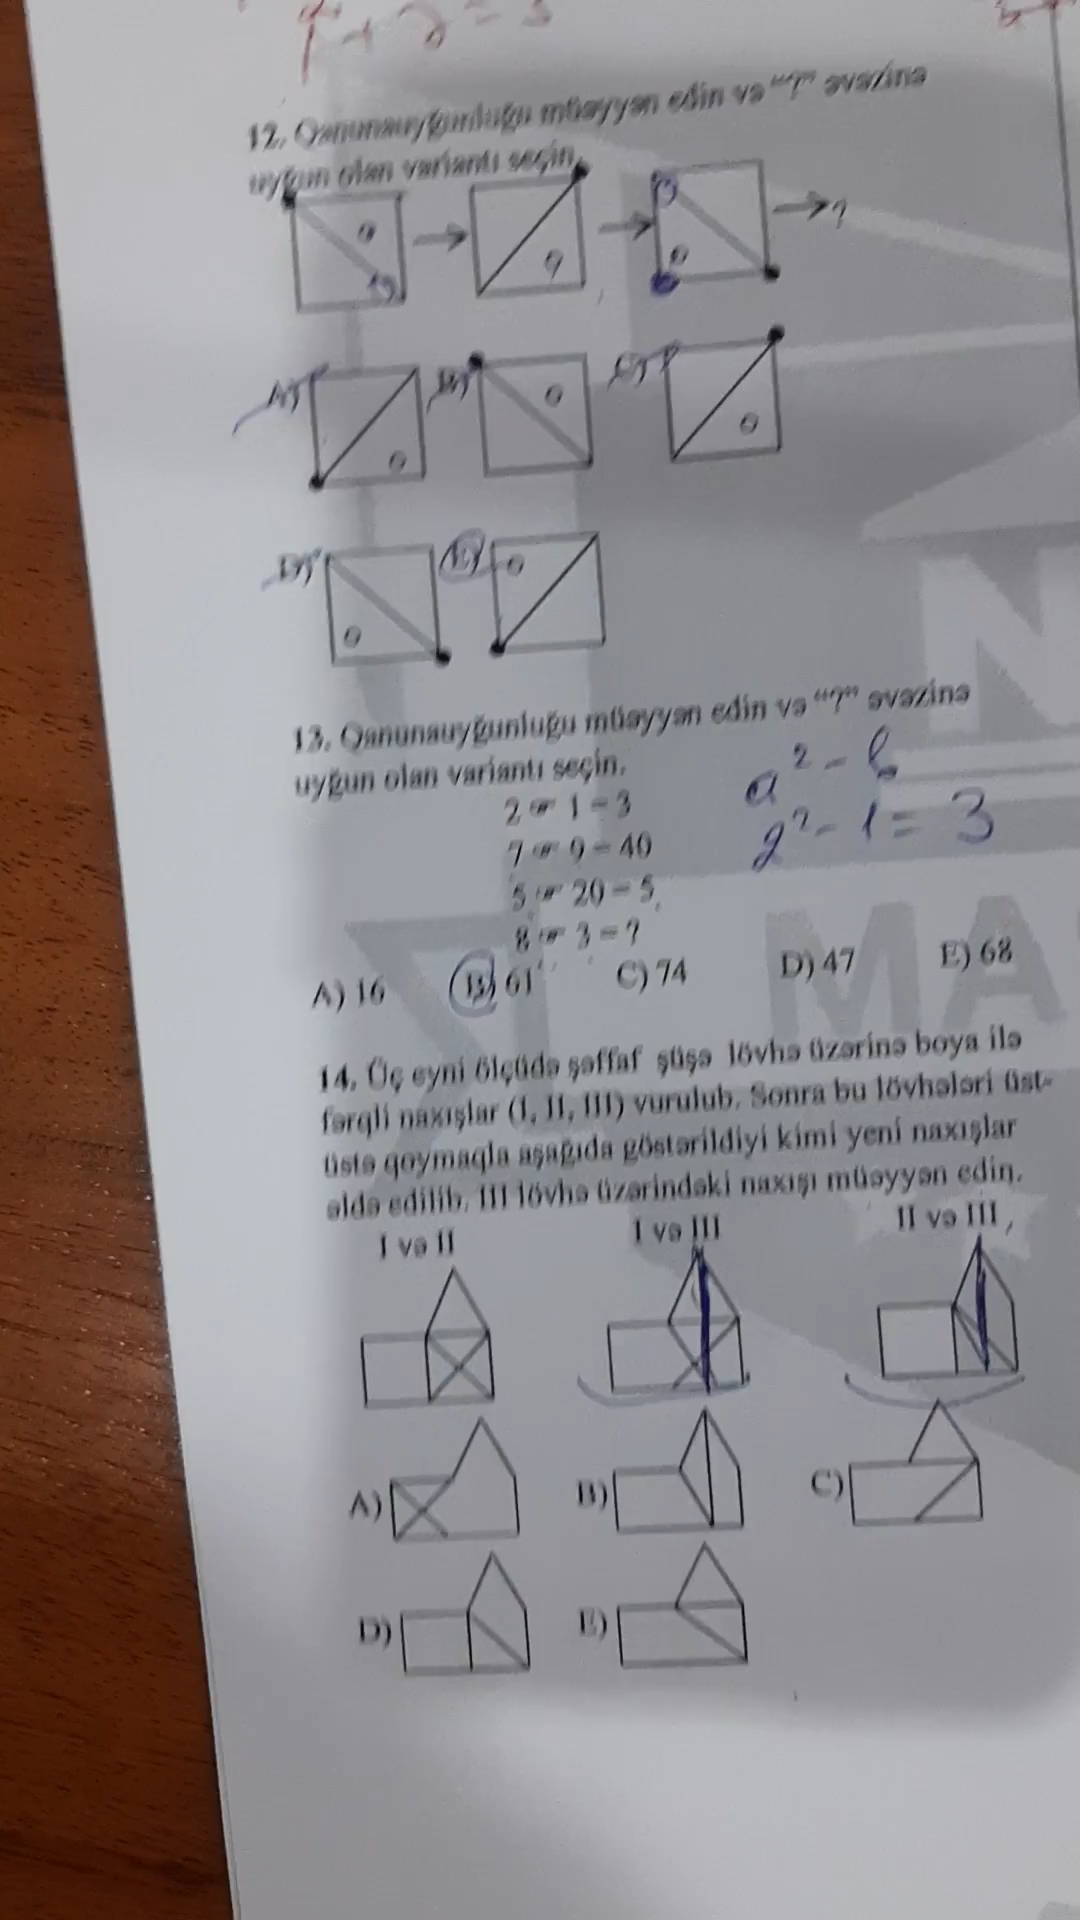 12. Qanunauyğunluğu müəyyən edin və "?" əvəzinə
uyğun olan variantı seçin.
?
A) B) C)
D) E)
13. Qanunauyğunluğu müəyyən edin və "?" əvəzinə
uyğun olan variantı seçin.
a² - b
2 1 = 3
2² - 1 = 3
7 9 = 40
5 20 = 5
8 3 = ?
A) 16 B) 61 C) 74 D) 47 E) 68
14. Üç eyni ölçüdə şəffaf şüşə lövhə üzərinə boya ilə
fərqli naxışlar (I, II, III) vurulub. Sonra bu lövhələri üst-
üstə qoymaqla aşağıda göstərildiyi kimi yeni naxışlar
əldə edilib. III lövhə üzərindəki naxışı müəyyən edin.
I və II I və III II və III
A) B) C)
D) E)
N
MA